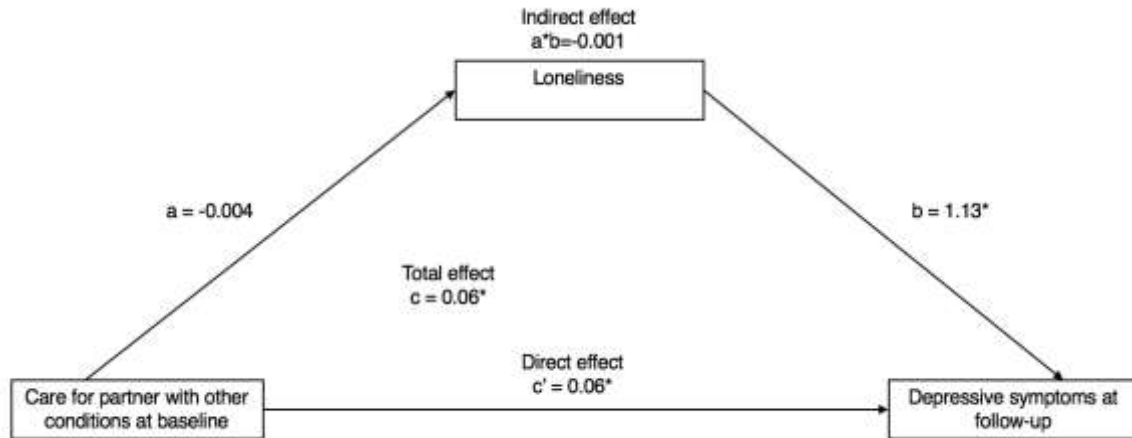 Indirect effect
a*b=-0.001
Loneliness
a = -0.004
b = 1.13*
Total effect
c = 0.06*
Direct effect
c' = 0.06*
Care for partner with other
conditions at baseline
Depressive symptoms at
follow-up